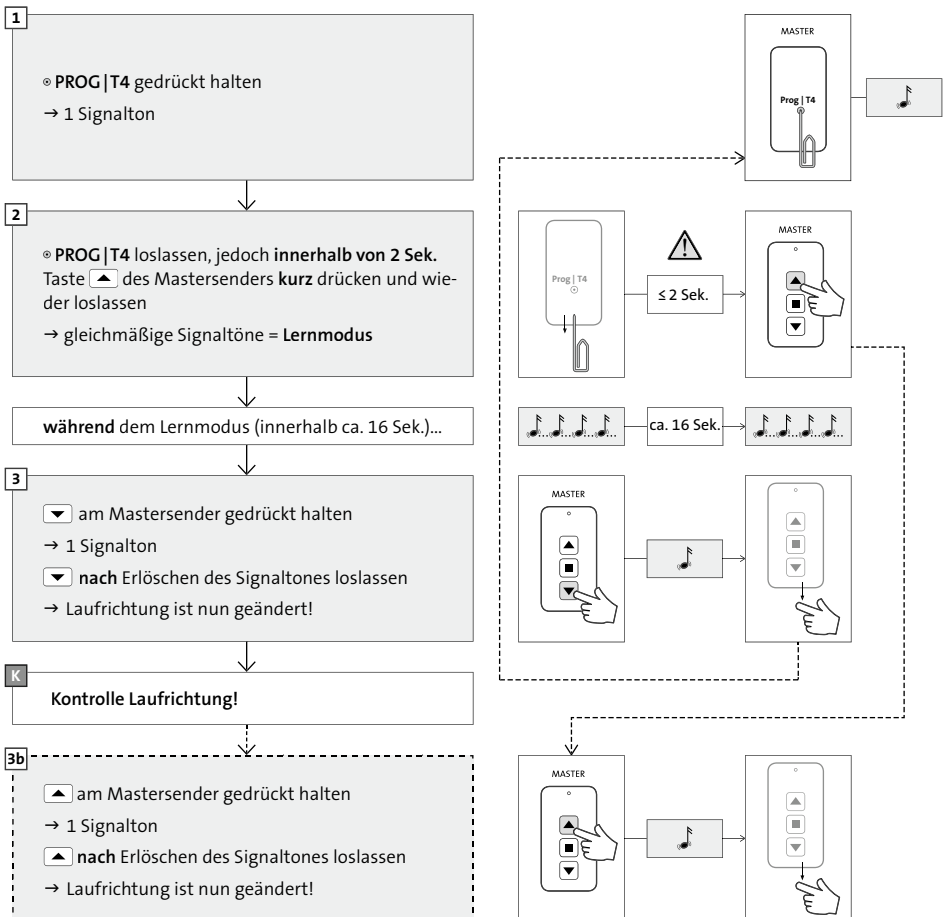 1
⊙ PROG|T4 gedrückt halten
→ 1 Signalton
2
⊙ PROG|T4 loslassen, jedoch innerhalb von 2 Sek.
Taste ▲ des Mastersenders kurz drücken und wie-
der loslassen
→ gleichmäßige Signaltöne = Lernmodus
während dem Lernmodus (innerhalb ca. 16 Sek.)...
3
▼ am Mastersender gedrückt halten
→ 1 Signalton
▼ nach Erlöschen des Signaltones loslassen
→ Laufrichtung ist nun geändert!
K
Kontrolle Laufrichtung!
3b
▲ am Mastersender gedrückt halten
→ 1 Signalton
▲ nach Erlöschen des Signaltones loslassen
→ Laufrichtung ist nun geändert!
MASTER
Prog | T4
Prog | T4
≤ 2 Sek.
MASTER
ca. 16 Sek.
MASTER
MASTER